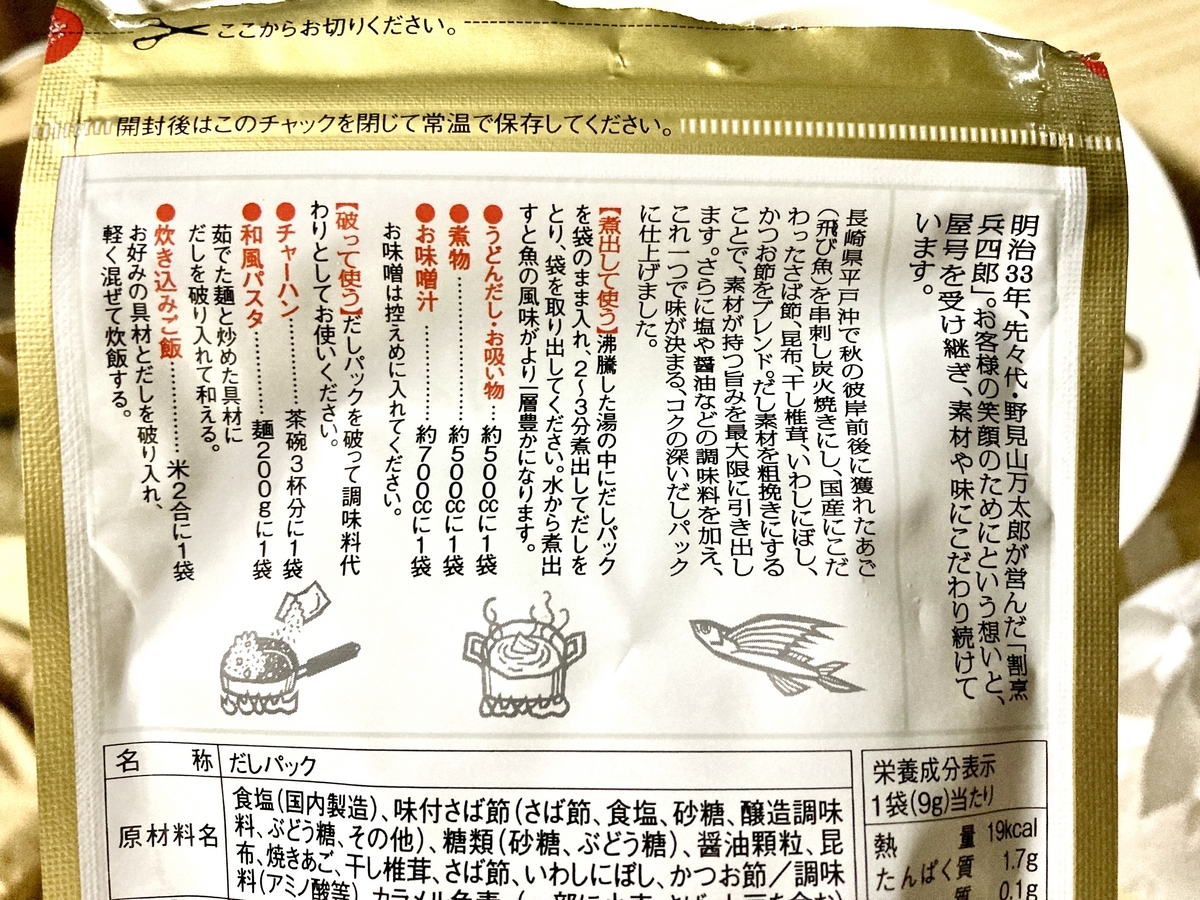 ここからお切りください。
開封後はこのチャックを閉じて常温で保存してください。
明治33年、先々代・野見山万太郎が営んだ「割烹
兵四郎」。お客様の笑顔のためにという想いと、
屋号を受け継ぎ、素材や味にこだわり続けて
います。
長崎県平戸沖で秋の彼岸前後に獲れたあご
（飛び魚）を串刺し炭火焼きにし、国産にこだ
わったさば節、昆布、干し椎茸、いわしにぼし、
かつお節をブレンド。だし素材を粗挽きにする
ことで、素材が持つ旨みを最大限に引き出し
ます。さらに塩や醤油などの調味料を加え、
これ一つで味が決まる、コクの深いだしパック
に仕上げました。
【煮出して使う】沸騰した湯の中にだしパック
を袋のまま入れ、2〜3分煮出してだしを
とり、袋を取り出してください。水から煮出
すと魚の風味がより一層豊かになります。
●うどんだし・お吸い物…約500ccに1袋
●煮物………………約500ccに1袋
●お味噌汁…………約700ccに1袋
お味噌は控えめに入れてください。
【破って使う】だしパックを破って調味料代
わりとしてお使いください。
●チャーハン…………茶碗3杯分に1袋
●和風パスタ…………麺200gに1袋
茹でた麺と炒めた具材に
だしを破り入れて和える。
●炊き込みご飯…………米2合に1袋
お好みの具材とだしを破り入れ、
軽く混ぜて炊飯する。
名称 だしパック
原材料名 食塩(国内製造)、味付さば節(さば節、食塩、砂糖、醸造調味
料、ぶどう糖、その他)、糖類(砂糖、ぶどう糖)、醤油顆粒、昆
布、焼きあご、干し椎茸、さば節、いわしにぼし、かつお節／調味
料(アミノ酸等)、カラメル色素、
栄養成分表示
1袋(9g)当たり
熱量 19kcal
たんぱく質 1.7g
質 0.1g